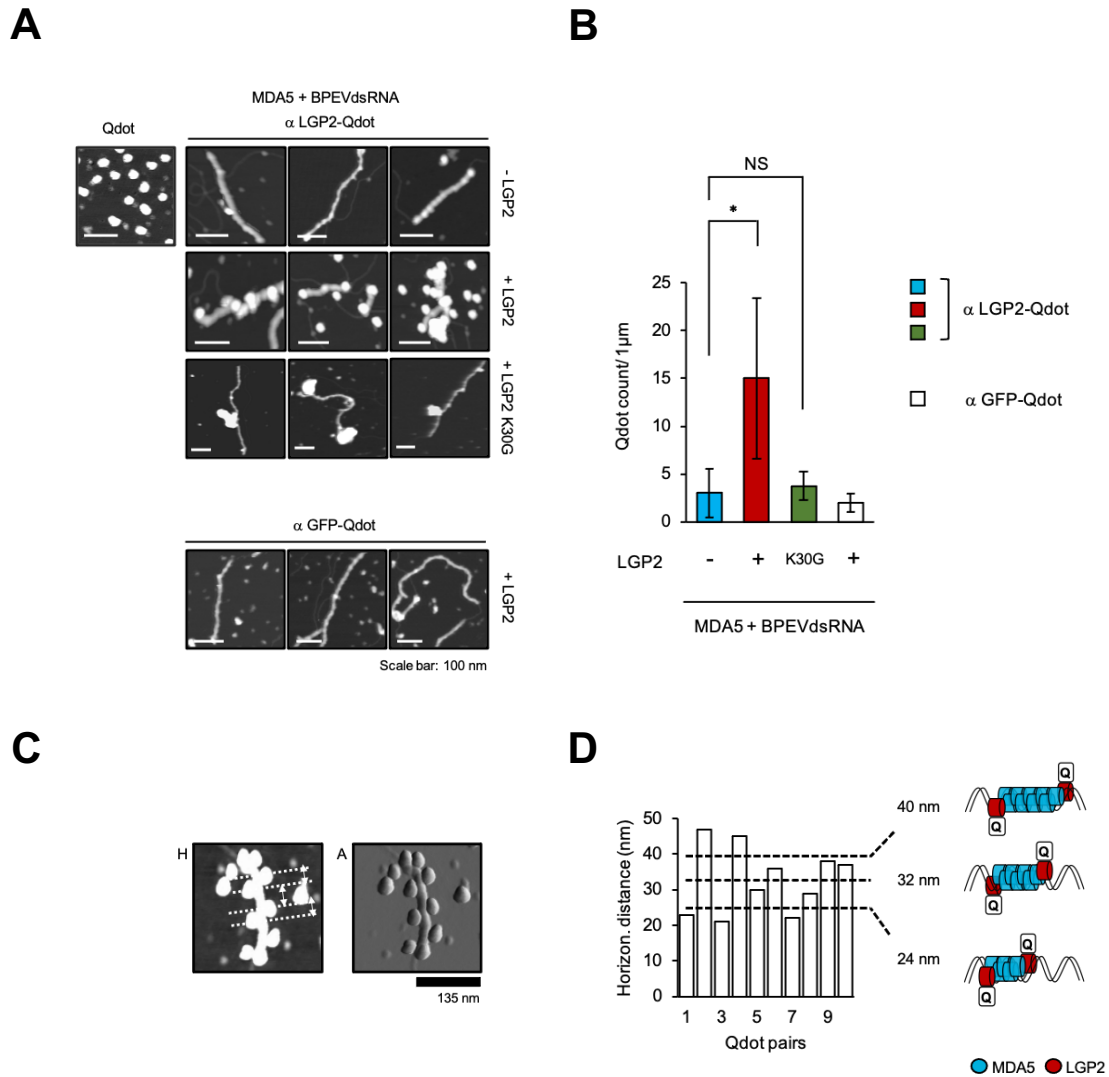 A
MDA5 + BPEVdsRNA
Qdot
α LGP2-Qdot
- LGP2
+ LGP2
+ LGP2 K30G
α GFP-Qdot
+ LGP2
Scale bar: 100 nm
B
NS
*
25
20
15
10
5
0
Qdot count/ 1µm
α LGP2-Qdot
α GFP-Qdot
LGP2 - + K30G +
MDA5 + BPEVdsRNA
C
H
A
135 nm
D
50
40
30
20
10
0
Horizon. distance (nm)
1 3 5 7 9
Qdot pairs
40 nm
Q
Q
32 nm
Q
Q
24 nm
Q
Q
MDA5 LGP2